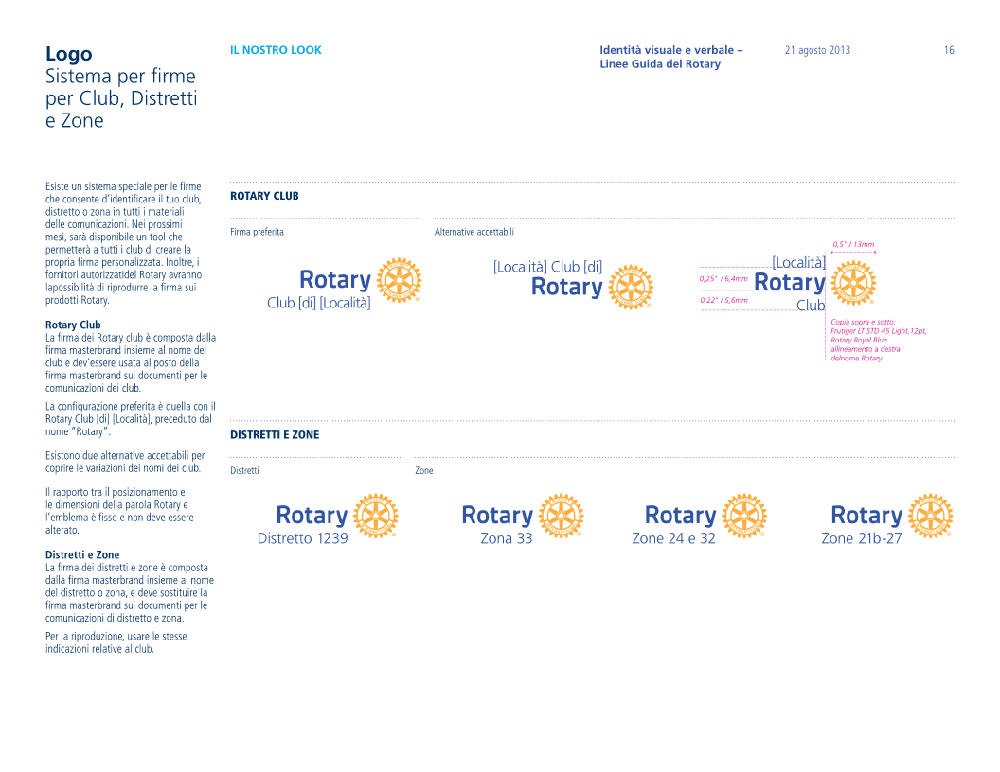 Logo
Sistema per firme
per Club, Distretti
e Zone
IL NOSTRO LOOK
Identità visuale e verbale –
Linee Guida del Rotary
21 agosto 2013
16
Esiste un sistema speciale per le firme
che consente d’identificare il tuo club,
distretto o zona in tutti i materiali
delle comunicazioni. Nei prossimi
mesi, sarà disponibile un tool che
permetterà a tutti i club di creare la
propria firma personalizzata. Inoltre, i
fornitori autorizzatidel Rotary avranno
lapossibilità di riprodurre la firma sui
prodotti Rotary.
Rotary Club
La firma dei Rotary club è composta dalla
firma masterbrand insieme al nome del
club e dev’essere usata al posto della
firma masterbrand sui documenti per le
comunicazioni dei club.
La configurazione preferita è quella con il
Rotary Club [di] [Località], preceduto dal
nome “Rotary”.
Esistono due alternative accettabili per
coprire le variazioni dei nomi dei club.
Il rapporto tra il posizionamento e
le dimensioni della parola Rotary e
l’emblema è fisso e non deve essere
alterato.
Distretti e Zone
La firma dei distretti e zone è composta
dalla firma masterbrand insieme al nome
del distretto o zona, e deve sostituire la
firma masterbrand sui documenti per le
comunicazioni di distretto e zona.
Per la riproduzione, usare le stesse
indicazioni relative al club.
ROTARY CLUB
Firma preferita
Rotary
Club [di] [Località]
Alternative accettabili
[Località] Club [di]
Rotary
[Località]
Rotary
Club
0,5" / 13mm
0,25" / 6,4mm
0,22" / 5,6mm
Copia sopra e sotto:
Frutiger LT STD 45 Light,12pt,
Rotary Royal Blue
allineamento a destra
delnome Rotary
DISTRETTI E ZONE
Distretti
Rotary
Distretto 1239
Zone
Rotary
Zona 33
Rotary
Zone 24 e 32
Rotary
Zone 21b-27